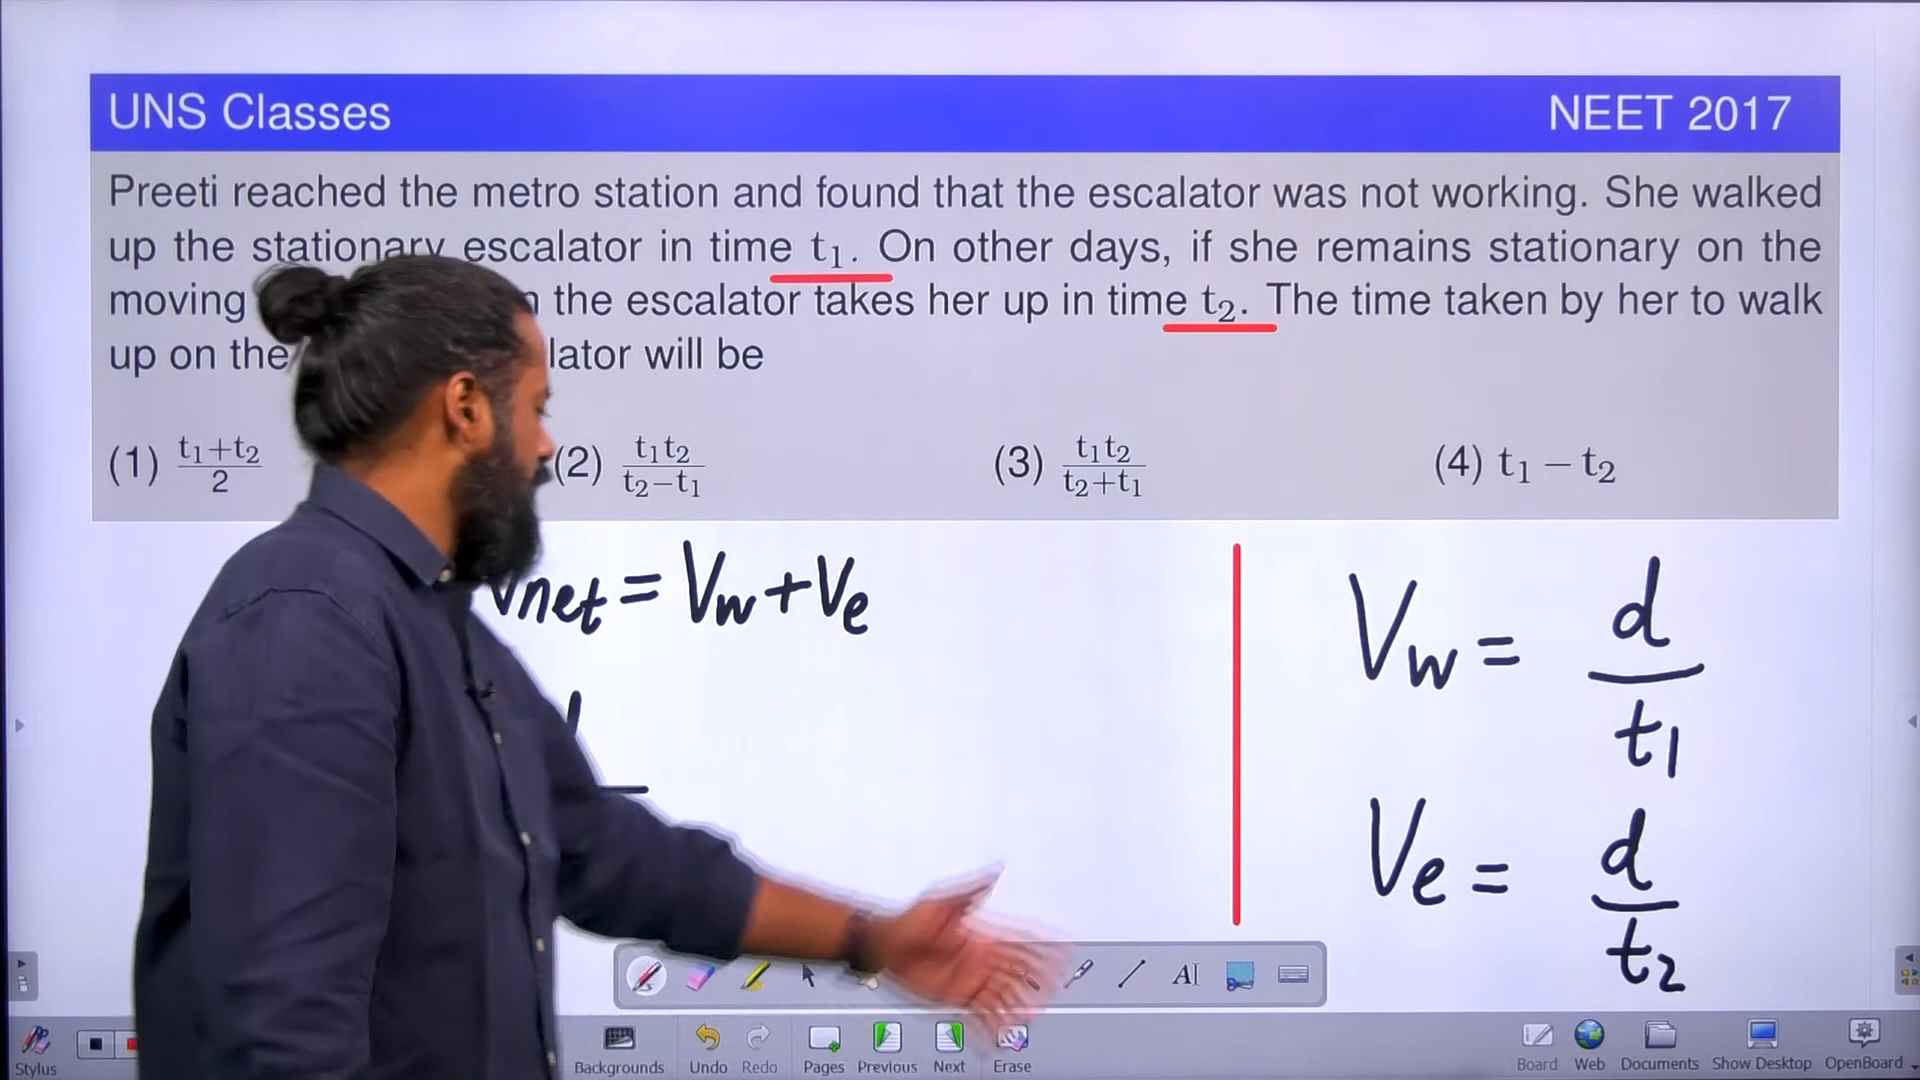 UNS Classes NEET 2017
Preeti reached the metro station and found that the escalator was not working. She walked
up the stationary escalator in time t₁. On other days, if she remains stationary on the
moving the escalator takes her up in time t₂. The time taken by her to walk
up on the lator will be
(1) t₁+t₂/2 (2) t₁t₂/t₂−t₁ (3) t₁t₂/t₂+t₁ (4) t₁ − t₂
Vnet = Vw + Ve
Vw = d/t1
Ve = d/t2
AI
Stylus Backgrounds Undo Redo Pages Previous Next Erase Board Web Documents Show Desktop OpenBoard